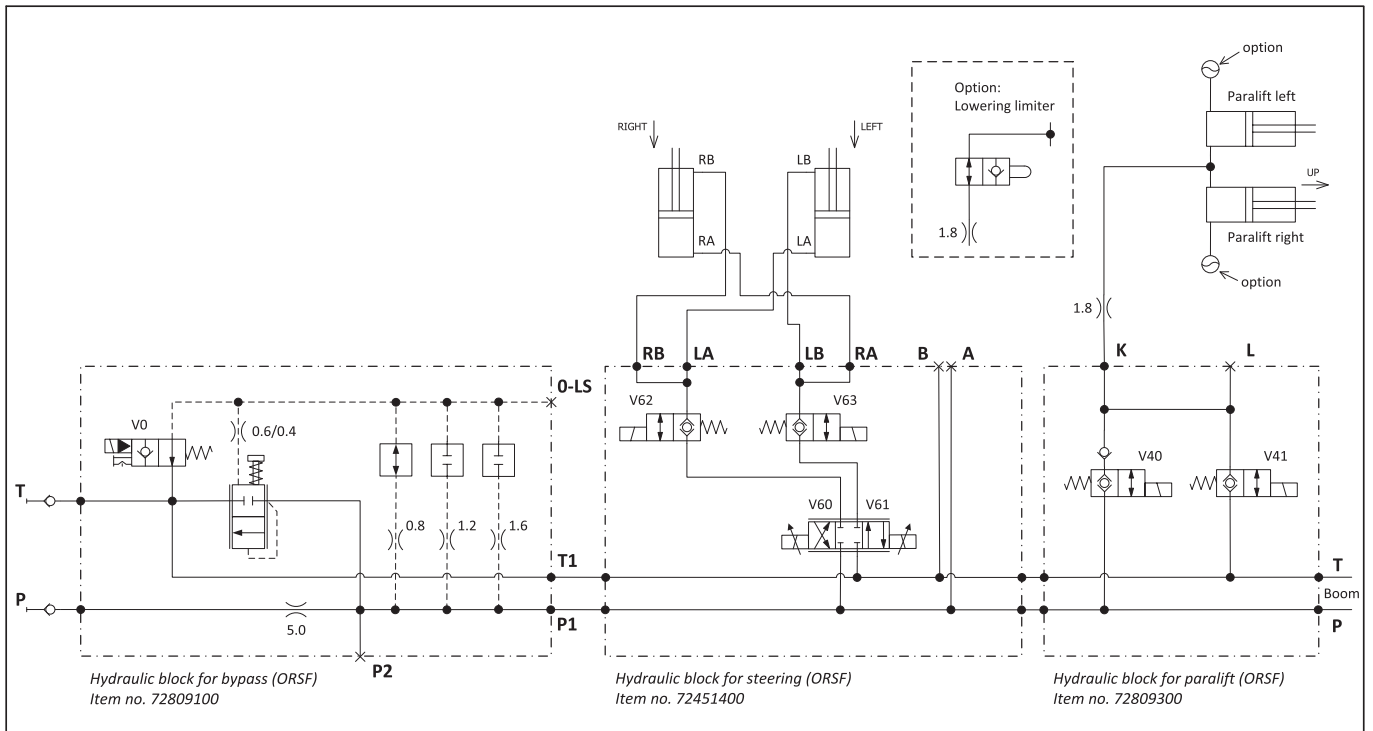 option
Paralift left
UP
Paralift right
option
Option:
Lowering limiter
1.8
RIGHT
LEFT
RB
LB
RA
LA
1.8
RB
LA
LB
RA
B
A
K
L
0-LS
V62
V63
V0
0.6/0.4
V40
V41
T
V60
V61
0.8
1.2
1.6
T1
T
Boom
P
P1
P
5.0
P2
Hydraulic block for bypass (ORSF)
Item no. 72809100
Hydraulic block for steering (ORSF)
Item no. 72451400
Hydraulic block for paralift (ORSF)
Item no. 72809300